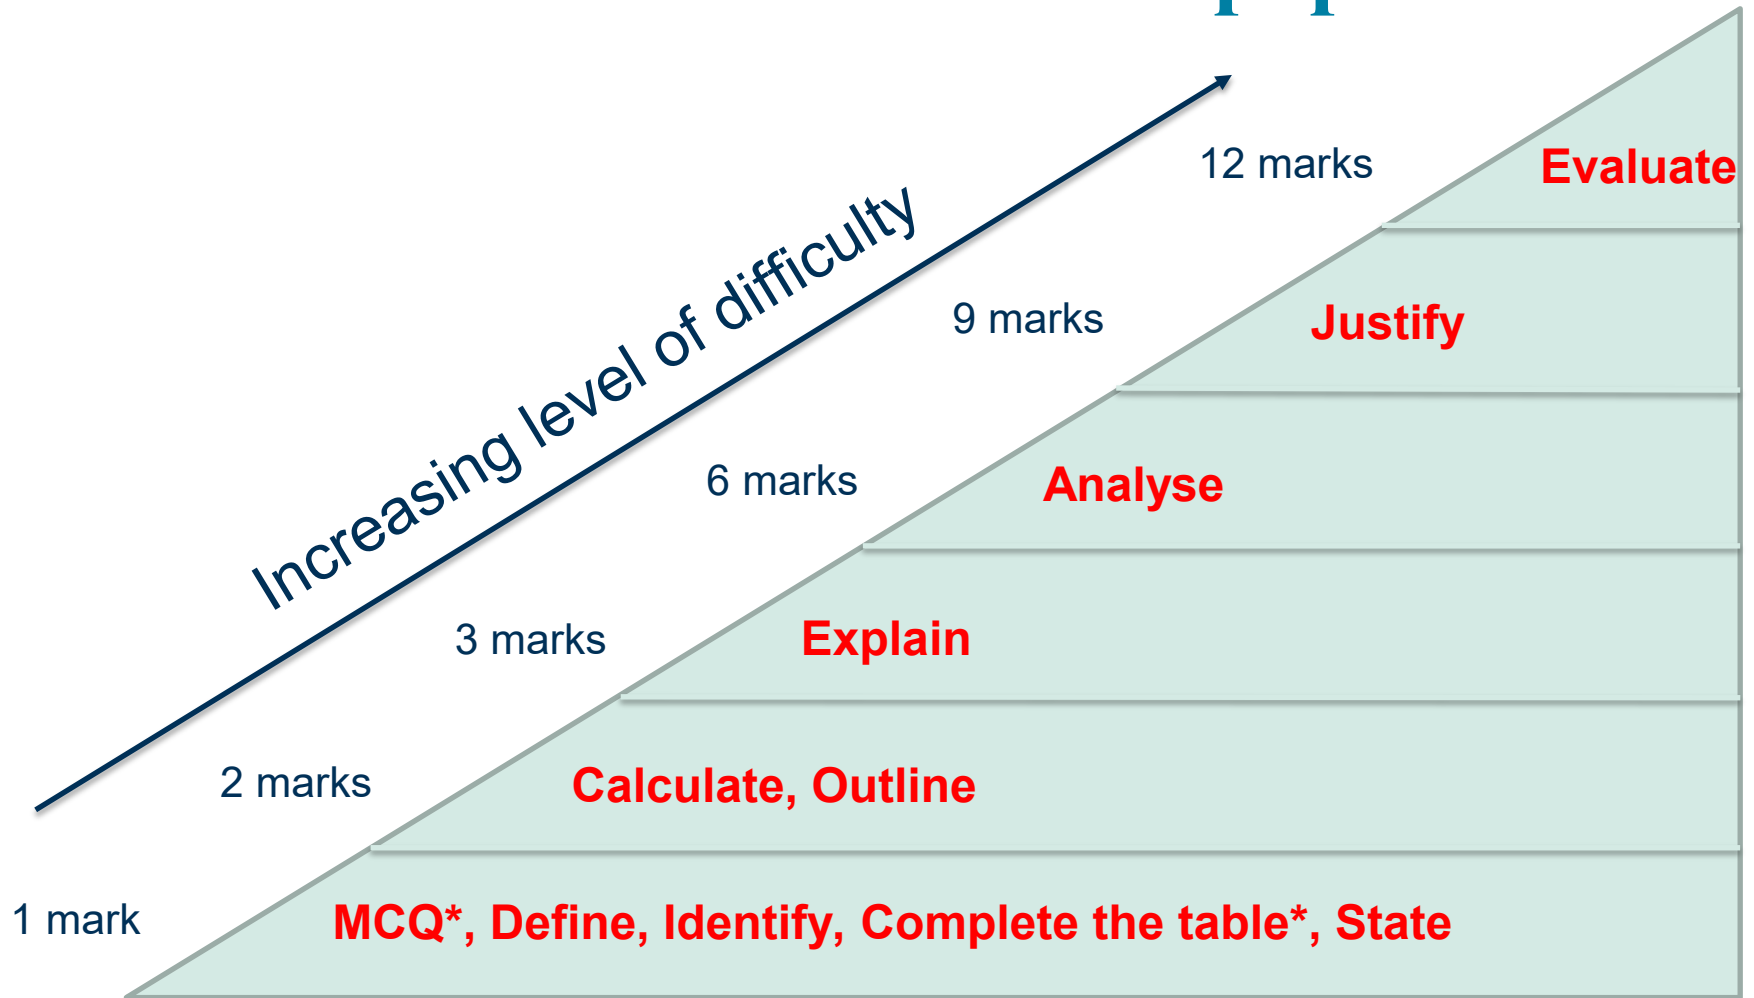 12 marks
Evaluate
Increasing level of difficulty
9 marks
Justify
6 marks
Analyse
3 marks
Explain
2 marks
Calculate, Outline
1 mark
MCQ*, Define, Identify, Complete the table*, State